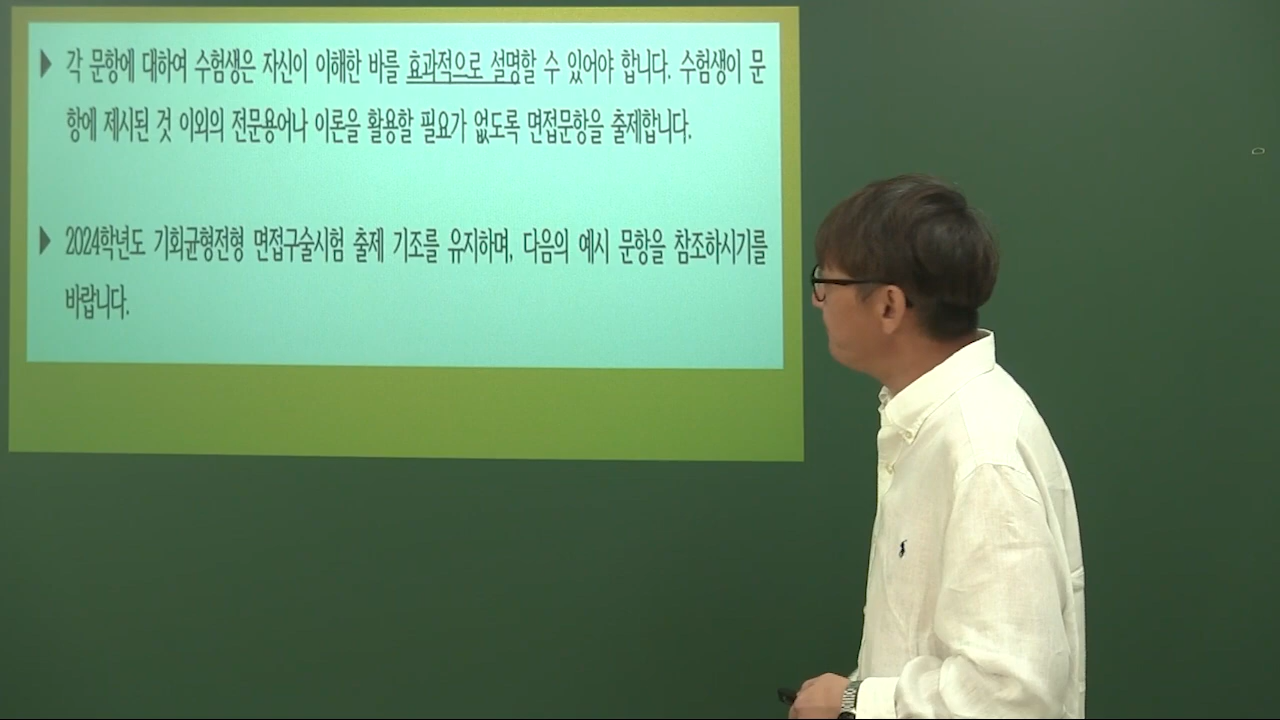 ▶ 각 문항에 대하여 수험생은 자신이 이해한 바를 효과적으로 설명할 수 있어야 합니다. 수험생이 문
항에 제시된 것 이외의 전문용어나 이론을 활용할 필요가 없도록 면접문항을 출제합니다.
▶ 2024학년도 기회균형전형 면접구술시험 출제 기조를 유지하며, 다음의 예시 문항을 참조하시기를
바랍니다.